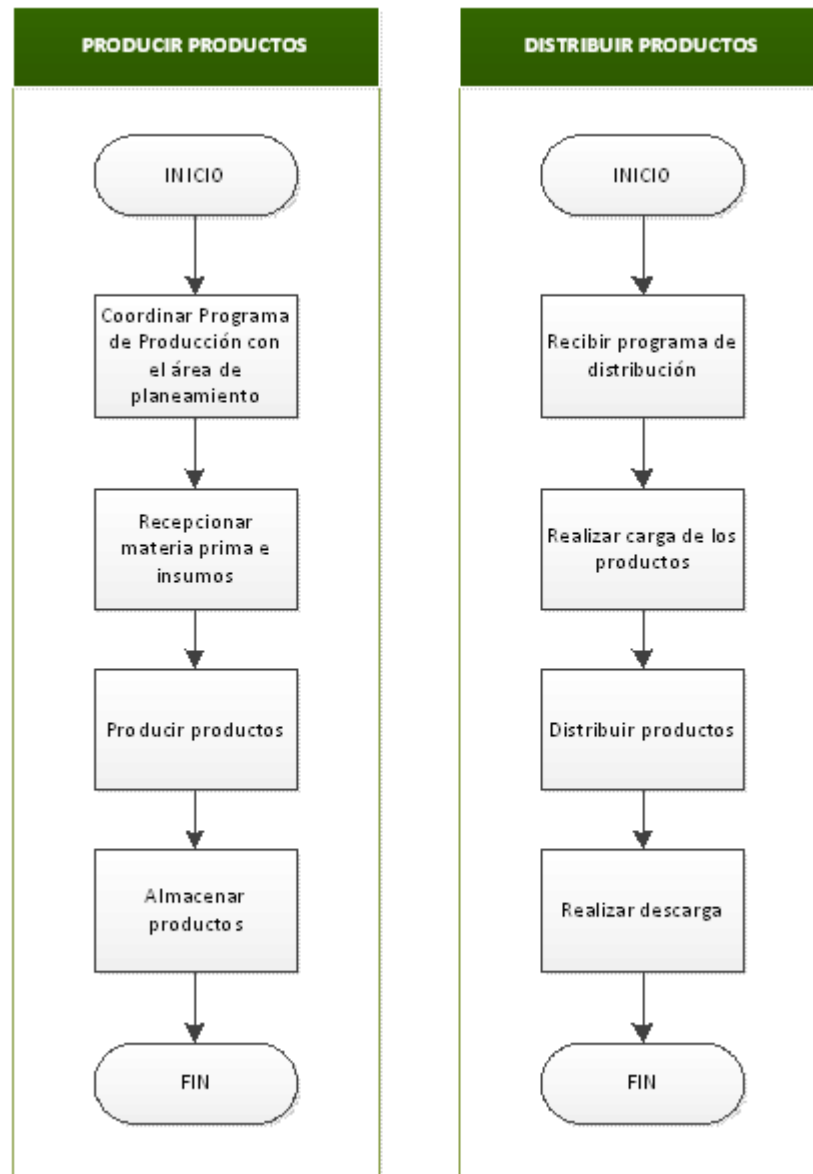 PRODUCIR PRODUCTOS
INICIO
Coordinar Programa
de Producción con
el área de
planeamiento
Recepcionar
materia prima e
insumos
Producir productos
Almacenar
productos
FIN
DISTRIBUIR PRODUCTOS
INICIO
Recibir programa de
distribución
Realizar carga de los
productos
Distribuir productos
Realizar descarga
FIN